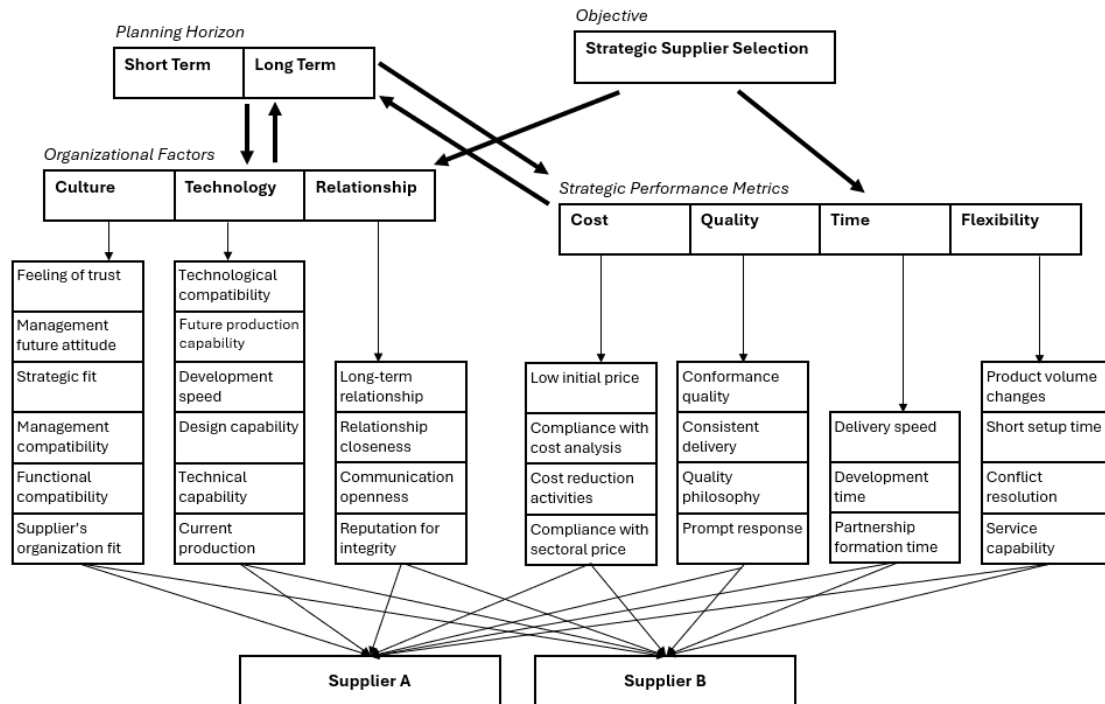 Objective
Planning Horizon
Strategic Supplier Selection
Short Term
Long Term
Organizational Factors
Culture
Technology
Relationship
Strategic Performance Metrics
Cost
Quality
Time
Flexibility
Feeling of trust
Management
future attitude
Strategic fit
Management
compatibility
Functional
compatibility
Supplier's
organization fit
Technological
compatibility
Future production
capability
Development
speed
Design capability
Technical
capability
Current
production
Long-term
relationship
Relationship
closeness
Communication
openness
Reputation for
integrity
Low initial price
Compliance with
cost analysis
Cost reduction
activities
Compliance with
sectoral price
Conformance
quality
Consistent
delivery
Quality
philosophy
Prompt response
Delivery speed
Development
time
Partnership
formation time
Product volume
changes
Short setup time
Conflict
resolution
Service
capability
Supplier A
Supplier B